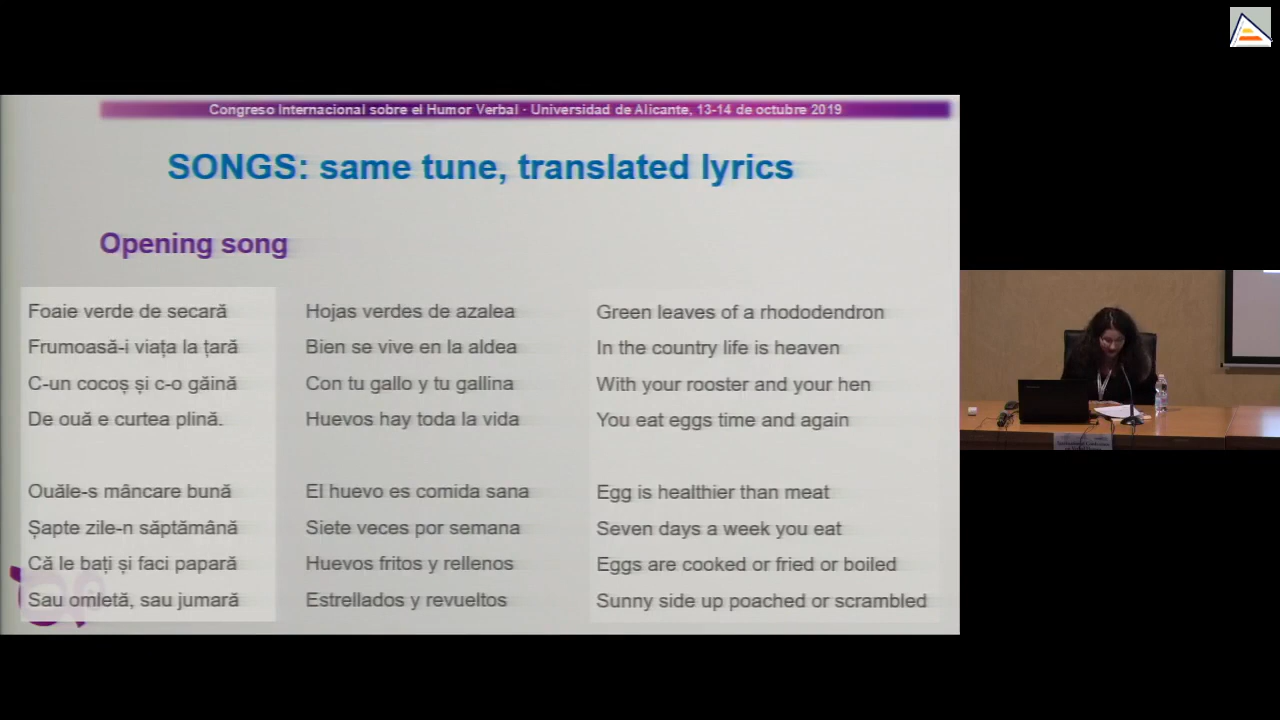 Congreso Internacional sobre el Humor Verbal - Universidad de Alicante, 13-14 de octubre 2019
SONGS: same tune, translated lyrics
Opening song
Foaie verde de secară
Frumoasă-i viața la țară
C-un cocoș și c-o găină
De ouă e curtea plină.
Ouăle-s mâncare bună
Șapte zile-n săptămână
Că le bați și faci papară
Sau omletă, sau jumară
Hojas verdes de azalea
Bien se vive en la aldea
Con tu gallo y tu gallina
Huevos hay toda la vida
El huevo es comida sana
Siete veces por semana
Huevos fritos y rellenos
Estrellados y revueltos
Green leaves of a rhododendron
In the country life is heaven
With your rooster and your hen
You eat eggs time and again
Egg is healthier than meat
Seven days a week you eat
Eggs are cooked or fried or boiled
Sunny side up poached or scrambled